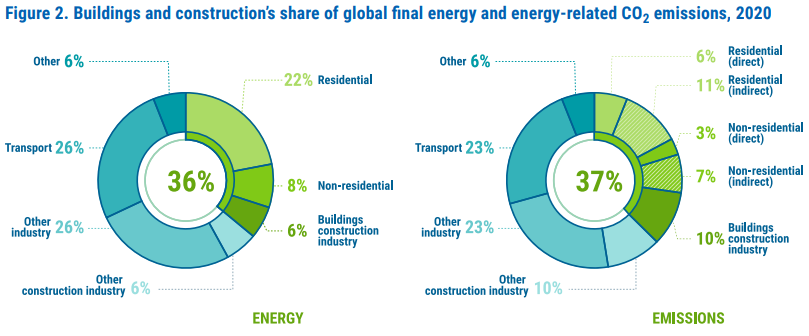 Figure 2. Buildings and construction's share of global final energy and energy-related CO₂ emissions, 2020
Other 6%
22% Residential
Transport 26%
36%
8% Non-residential
Other
industry 26%
6% Buildings
construction
industry
Other
construction industry 6%
ENERGY
Other 6%
6% Residential
(direct)
11% Residential
(indirect)
3% Non-residential
(direct)
Transport 23%
37%
7% Non-residential
(indirect)
Other
industry 23%
10% Buildings
construction
industry
Other
construction industry 10%
EMISSIONS